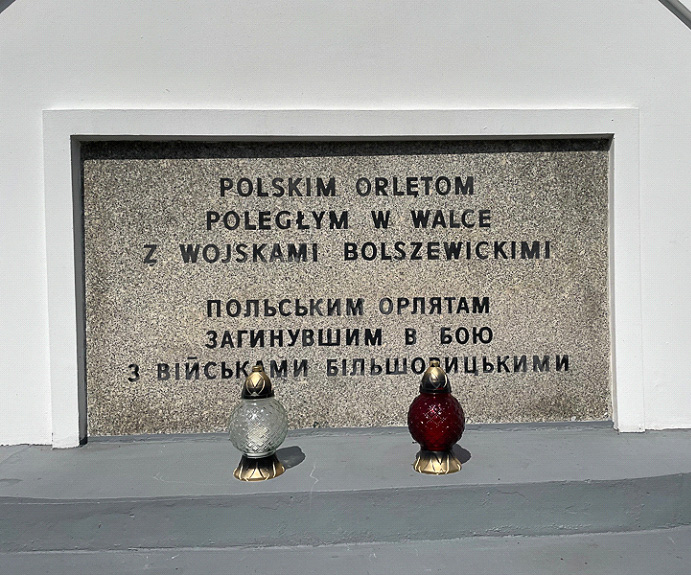 POLSKIM ORLĘTOM
POLEGŁYM W WALCE
Z WOJSKAMI BOLSZEWICKIMI
ПОЛЬСЬКИМ ОРЛЯТАМ
ЗАГИНУВШИМ В БОЮ
З ВІЙСЬКАМИ БІЛЬШОВИЦЬКИМИ